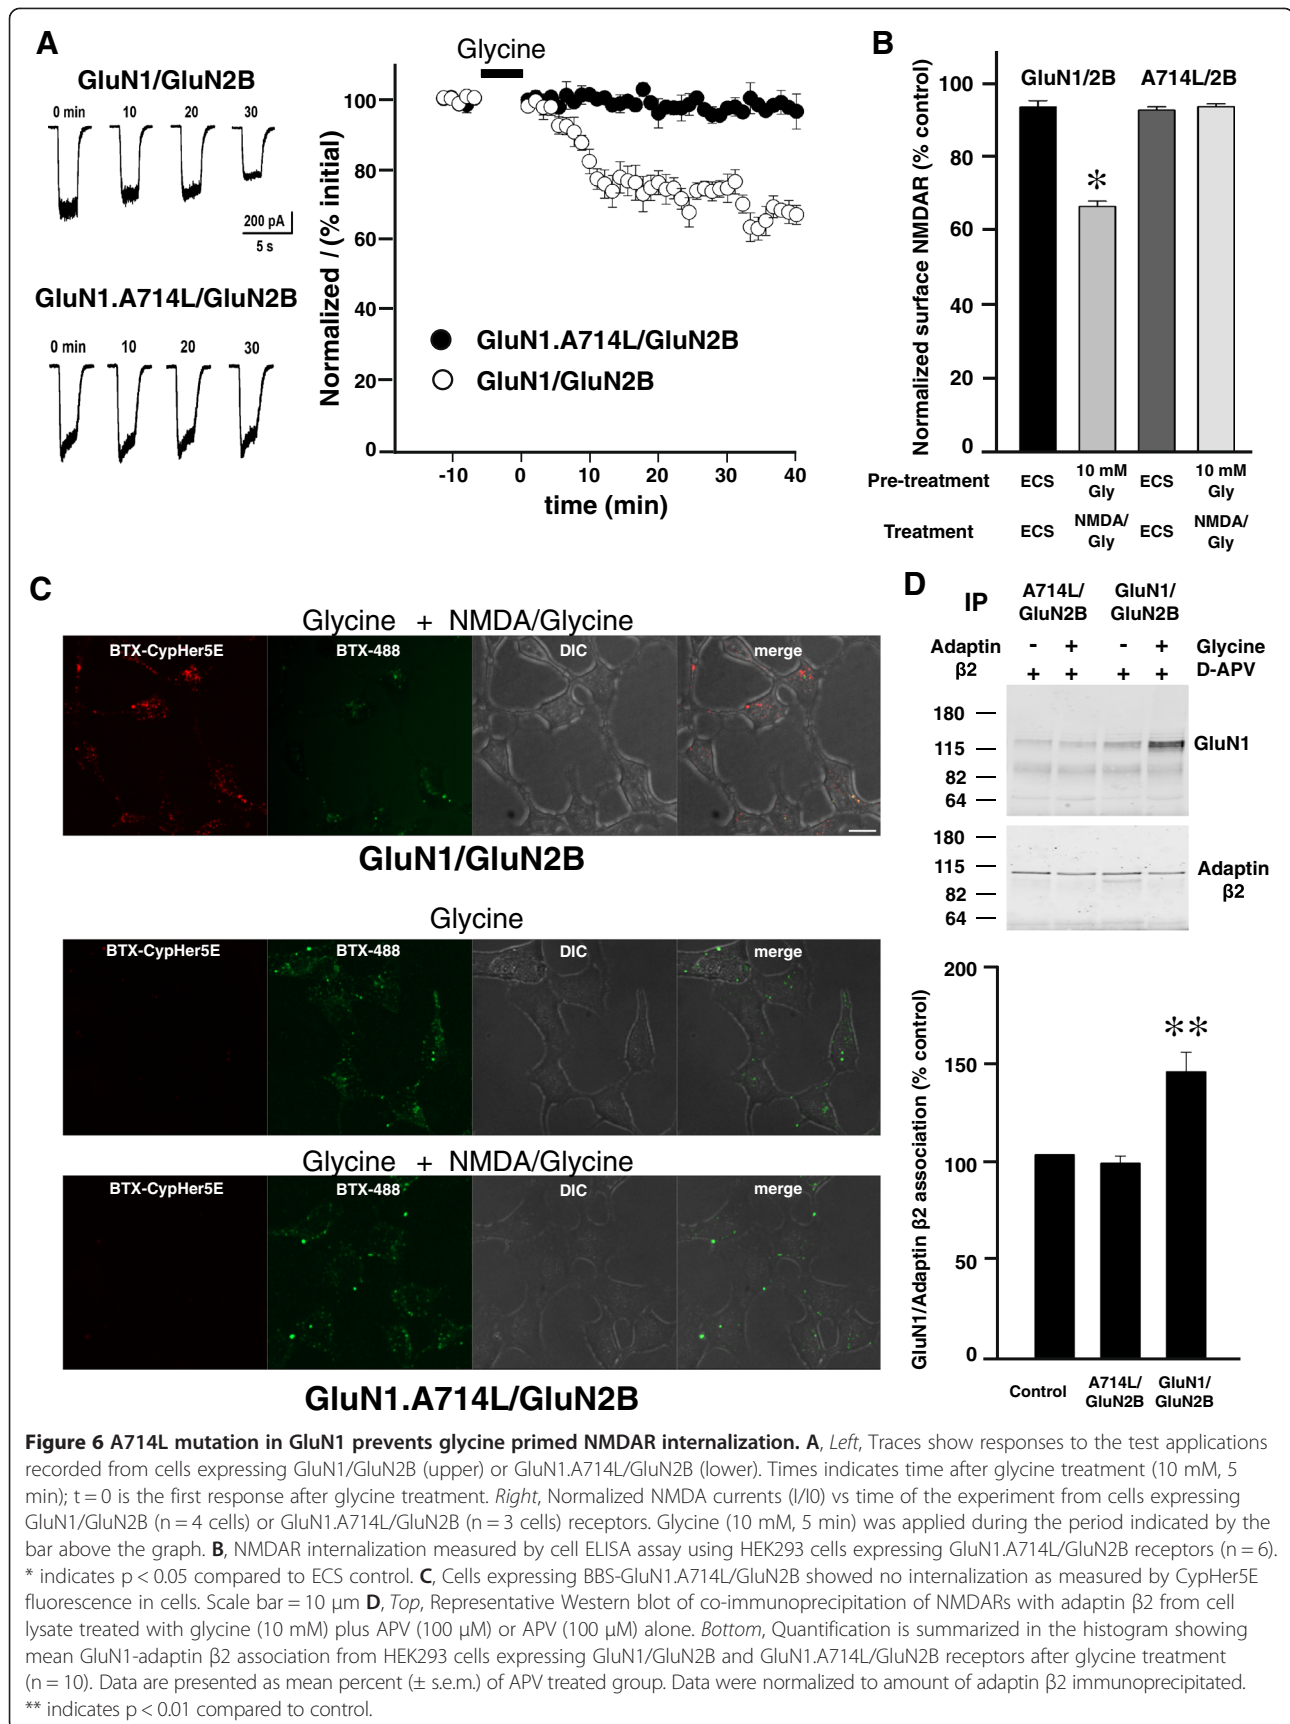 A
Glycine
GluN1/GluN2B
0 min 10 20 30
200 pA
5 s
GluN1.A714L/GluN2B
0 min 10 20 30
Normalized I (% initial)
100
80
60
40
20
0
GluN1.A714L/GluN2B
GluN1/GluN2B
-10 0 10 20 30 40
time (min)
B
GluN1/2B A714L/2B
*
Normalized surface NMDAR (% control)
100
80
60
40
20
0
Pre-treatment ECS 10 mM Gly ECS 10 mM Gly
Treatment ECS NMDA/Gly ECS NMDA/Gly
C
Glycine + NMDA/Glycine
BTX-CypHer5E BTX-488 DIC merge
GluN1/GluN2B
Glycine
BTX-CypHer5E BTX-488 DIC merge
Glycine + NMDA/Glycine
BTX-CypHer5E BTX-488 DIC merge
GluN1.A714L/GluN2B
D
IP
A714L/ GluN1/
GluN2B GluN2B
Adaptin - + - + Glycine
β2 + + + + D-APV
180
115
82
64
GluN1
180
115
82
64
Adaptin
β2
GluN1/Adaptin β2 association (% control)
200
150
100
50
0
**
Control A714L/GluN2B GluN1/GluN2B
Figure 6 A714L mutation in GluN1 prevents glycine primed NMDAR internalization. A, Left, Traces show responses to the test applications
recorded from cells expressing GluN1/GluN2B (upper) or GluN1.A714L/GluN2B (lower). Times indicates time after glycine treatment (10 mM, 5
min); t = 0 is the first response after glycine treatment. Right, Normalized NMDA currents (I/I0) vs time of the experiment from cells expressing
GluN1/GluN2B (n = 4 cells) or GluN1.A714L/GluN2B (n = 3 cells) receptors. Glycine (10 mM, 5 min) was applied during the period indicated by the
bar above the graph. B, NMDAR internalization measured by cell ELISA assay using HEK293 cells expressing GluN1.A714L/GluN2B receptors (n = 6).
* indicates p < 0.05 compared to ECS control. C, Cells expressing BBS-GluN1.A714L/GluN2B showed no internalization as measured by CypHer5E
fluorescence in cells. Scale bar = 10 μm D, Top, Representative Western blot of co-immunoprecipitation of NMDARs with adaptin β2 from cell
lysate treated with glycine (10 mM) plus APV (100 μM) or APV (100 μM) alone. Bottom, Quantification is summarized in the histogram showing
mean GluN1-adaptin β2 association from HEK293 cells expressing GluN1/GluN2B and GluN1.A714L/GluN2B receptors after glycine treatment
(n = 10). Data are presented as mean percent (± s.e.m.) of APV treated group. Data were normalized to amount of adaptin β2 immunoprecipitated.
** indicates p < 0.01 compared to control.